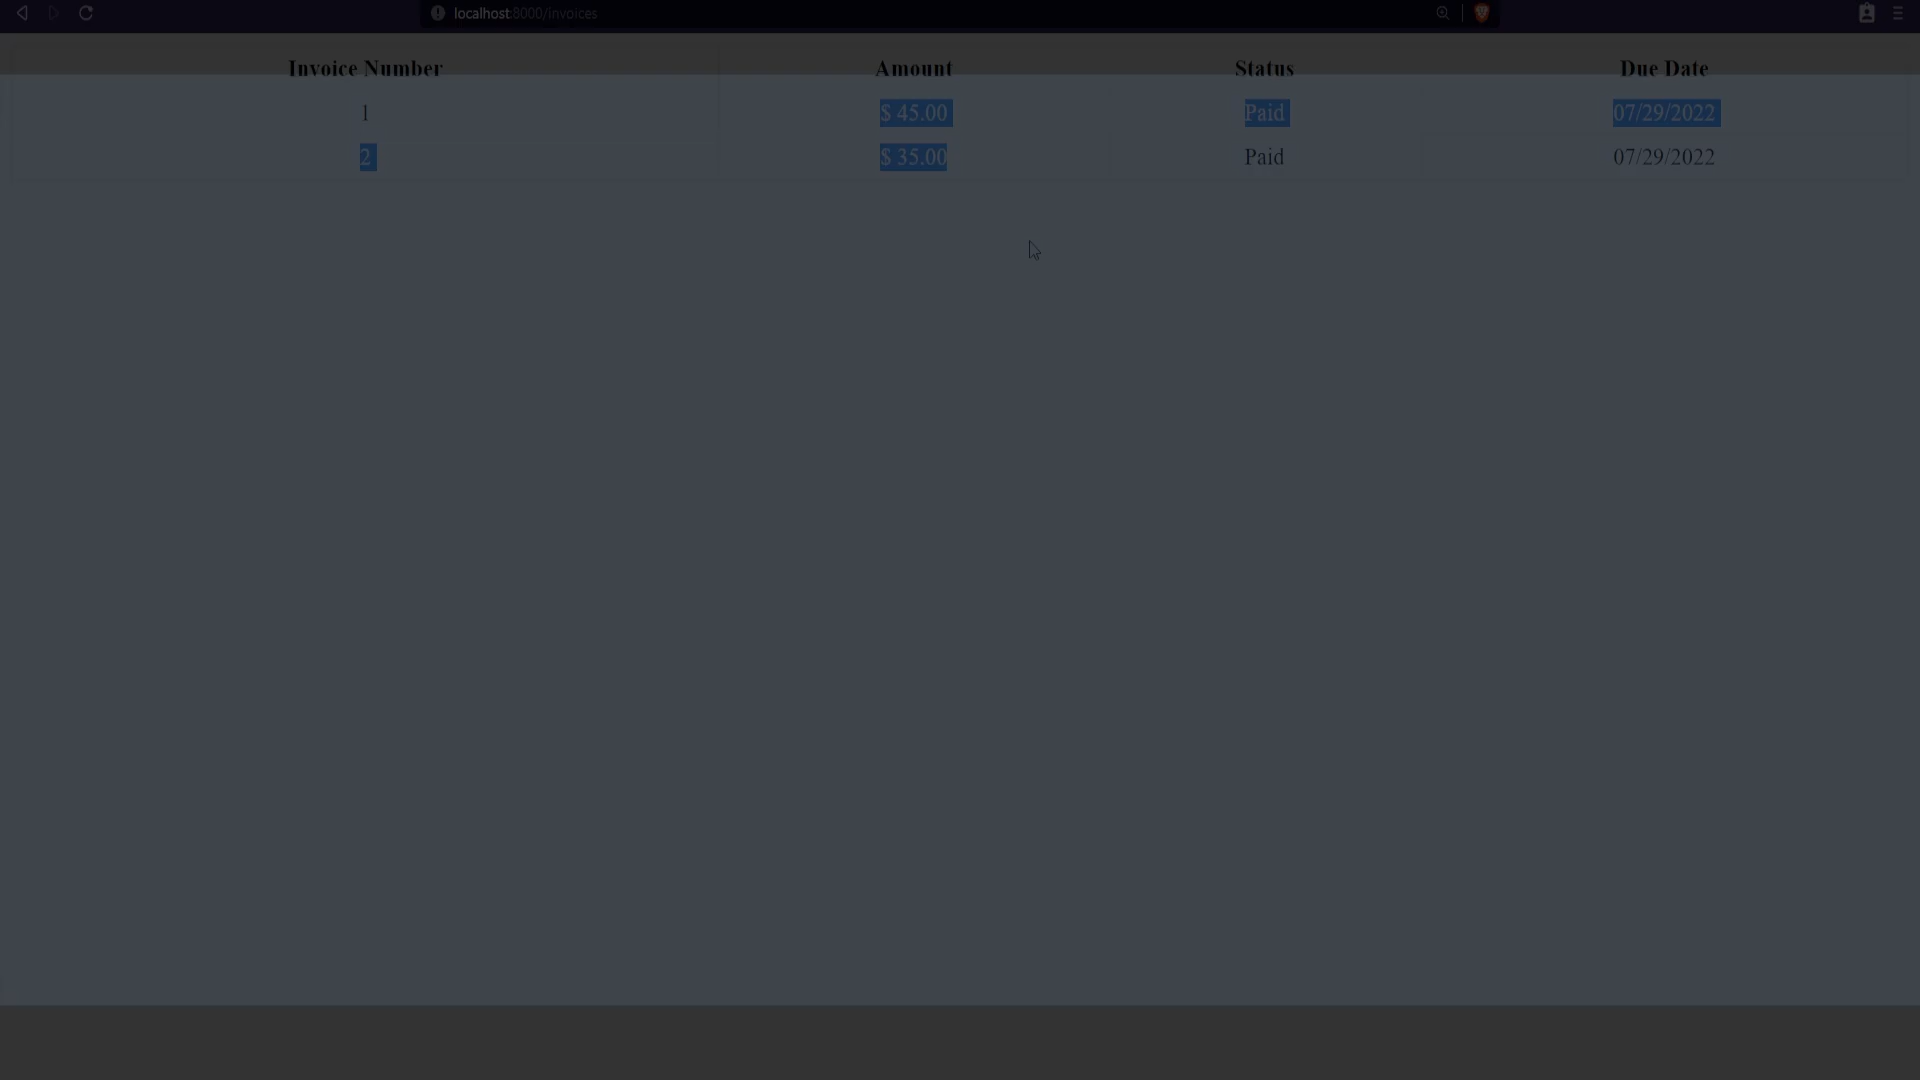 localhost:8000/invoices
Invoice Number Amount Status Due Date
1 $ 45.00 Paid 07/29/2022
2 $ 35.00 Paid 07/29/2022